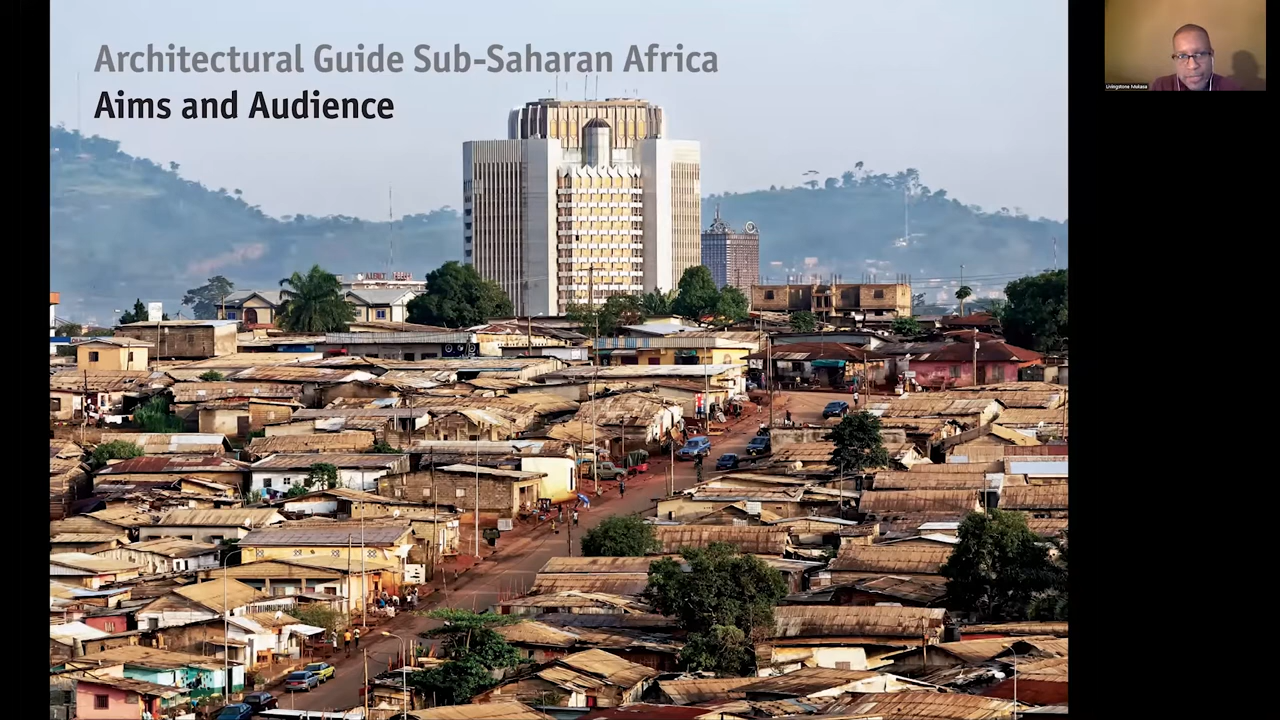 Architectural Guide Sub-Saharan Africa
Aims and Audience
Livingstone Mukasa